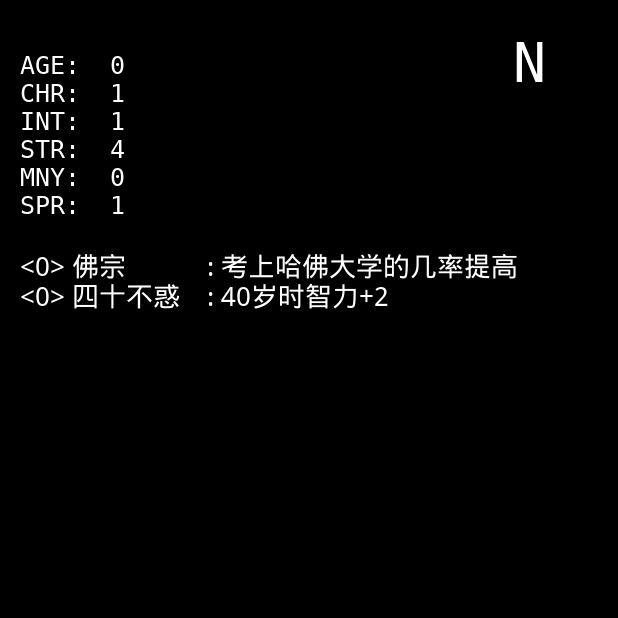 N
AGE: 0
CHR: 1
INT: 1
STR: 4
MNY: 0
SPR: 1
<0> 佛宗 : 考上哈佛大学的几率提高
<0> 四十不惑 : 40岁时智力+2